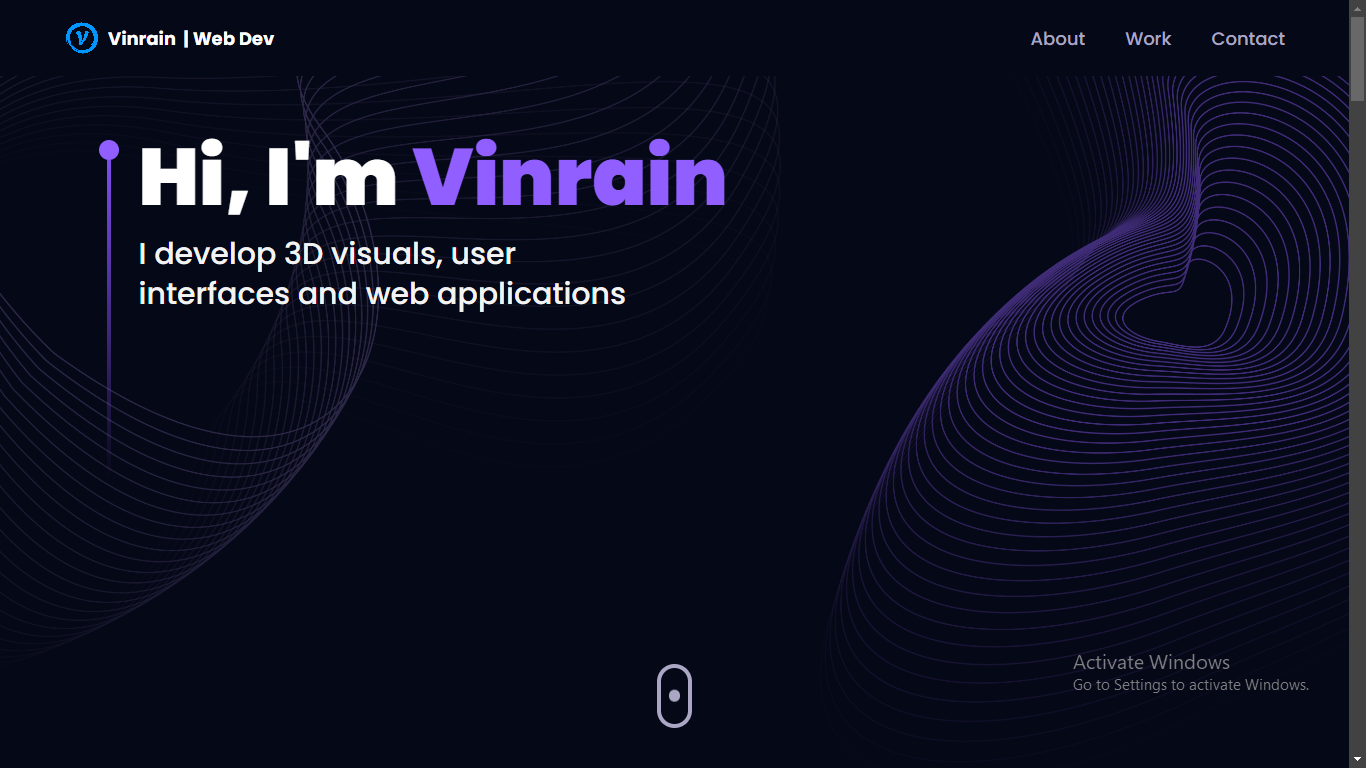 V
Vinrain | Web Dev
About
Work
Contact
Hi, I'm Vinrain
I develop 3D visuals, user
interfaces and web applications
Activate Windows
Go to Settings to activate Windows.